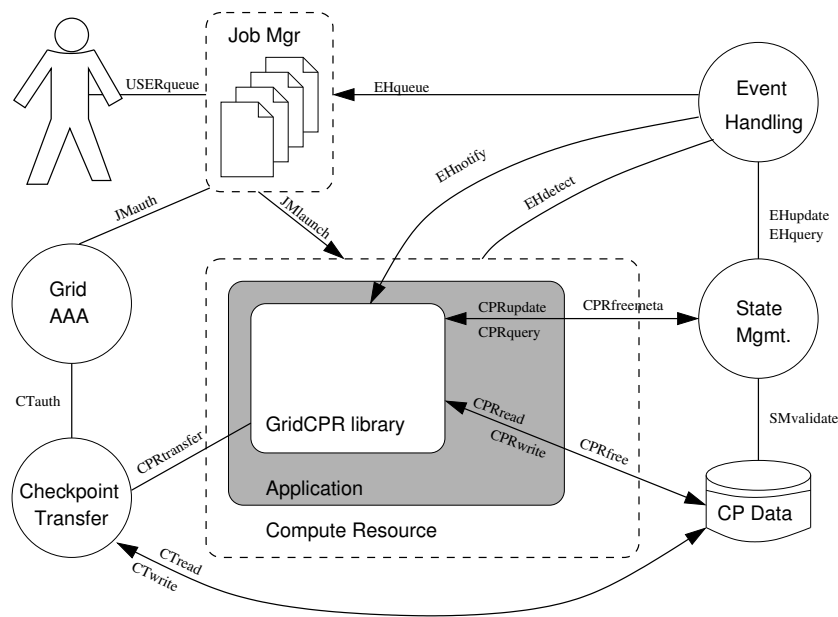 Job Mgr
USERqueue
EHqueue
Event
Handling
EHnotify
EHdetect
JMauth
JMlaunch
EHupdate
EHquery
Grid
AAA
CPRupdate
CPRfreemeta
CPRquery
State
Mgmt.
CTauth
GridCPR library
CPRread
CPRwrite
CPRfree
SMvalidate
CPRtransfer
Checkpoint
Transfer
Application
Compute Resource
CP Data
CTread
CTwrite